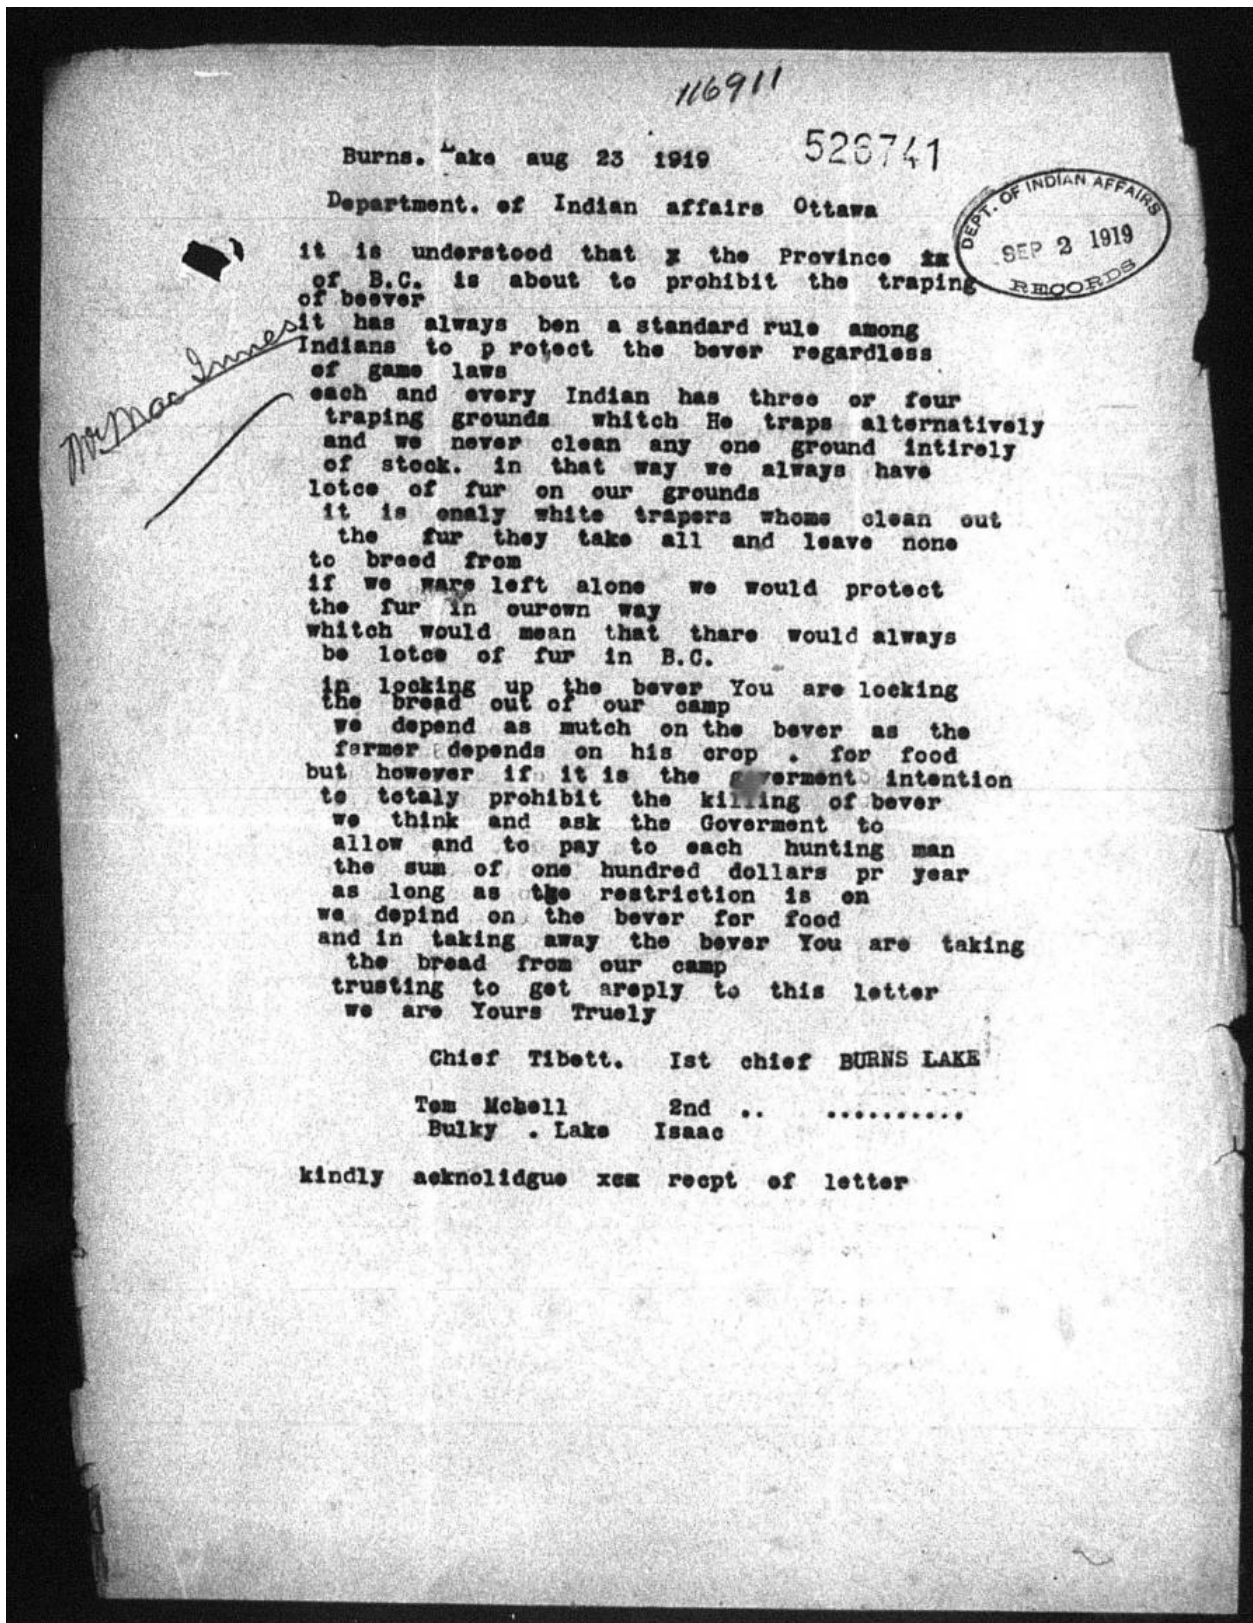 116911
526741
Burns. Lake aug 23 1919
Department. of Indian affairs Ottawa
DEPT. OF INDIAN AFFAIRS
SEP 2 1919
RECORDS
it is understood that x the Province ix
of B.C. is about to prohibit the traping
of beever
Mr Mac Innes
it has always ben a standard rule among
Indians to p rotect the bever regardless
of game laws
each and every Indian has three or four
traping grounds whitch He traps alternatively
and we never clean any one ground intirely
of stock. in that way we always have
lotce of fur on our grounds
it is onaly white trapers whome clean out
the fur they take all and leave none
to breed from
if we ware left alone we would protect
the fur in ourown way
whitch would mean that thare would always
be lotce of fur in B.C.
in locking up the bever You are locking
the bread out of our camp
we depend as mutch on the bever as the
farmer depends on his crop . for food
but however if it is the goverment intention
to totaly prohibit the killing of bever
we think and ask the Goverment to
allow and to pay to each hunting man
the sum of one hundred dollars pr year
as long as the restriction is on
we depind on the bever for food
and in taking away the bever You are taking
the bread from our camp
trusting to get areply to this letter
we are Yours Truely
Chief Tibett. Ist chief BURNS LAKE
Tom Mchell 2nd .. ..........
Bulky . Lake Isaac
kindly acknolidgue xcx recpt of letter